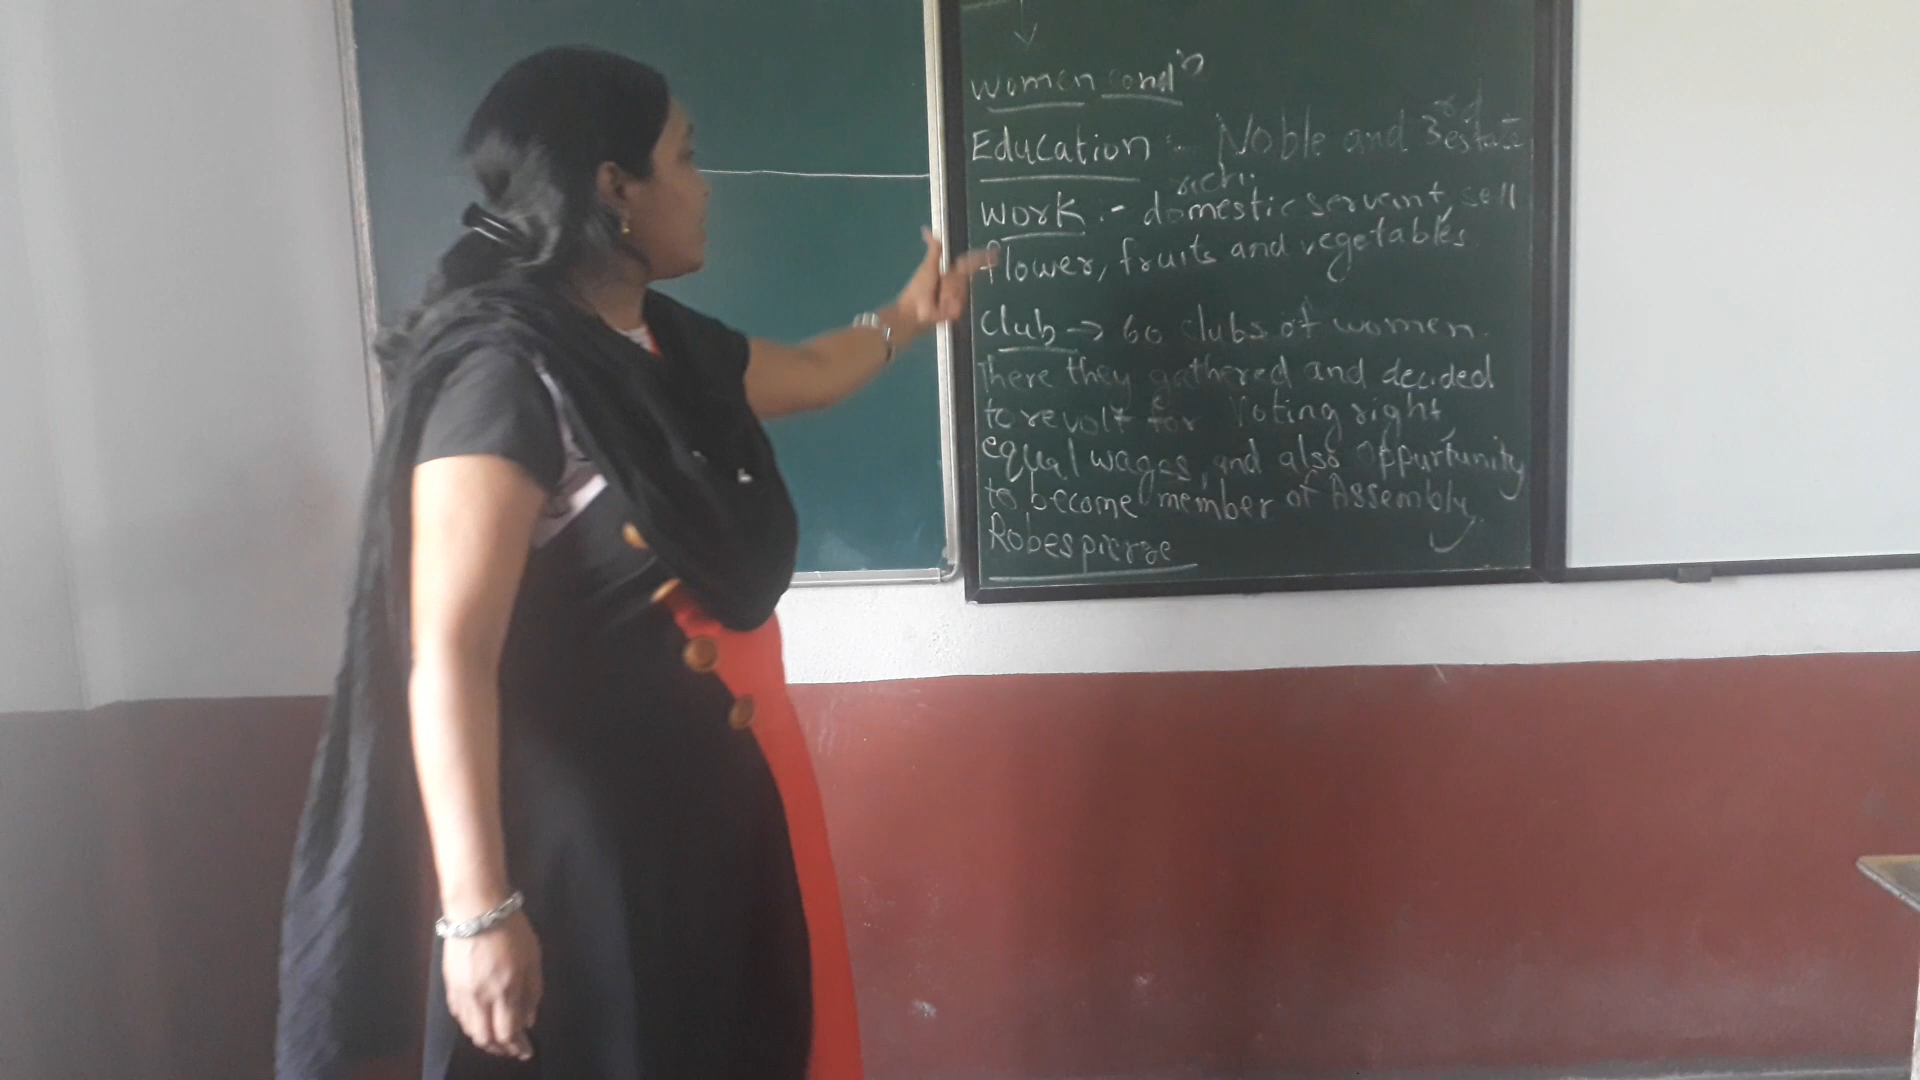 women condⁿ
Education :- Noble and 3rd estate
rich.
Work :- domestic servant, sell
flower, fruits and vegetables
Club → 60 clubs of women.
There they gathered and decided
to revolt for Voting right,
equal wages, and also oppurtunity
to become member of Assembly.
Robespierre